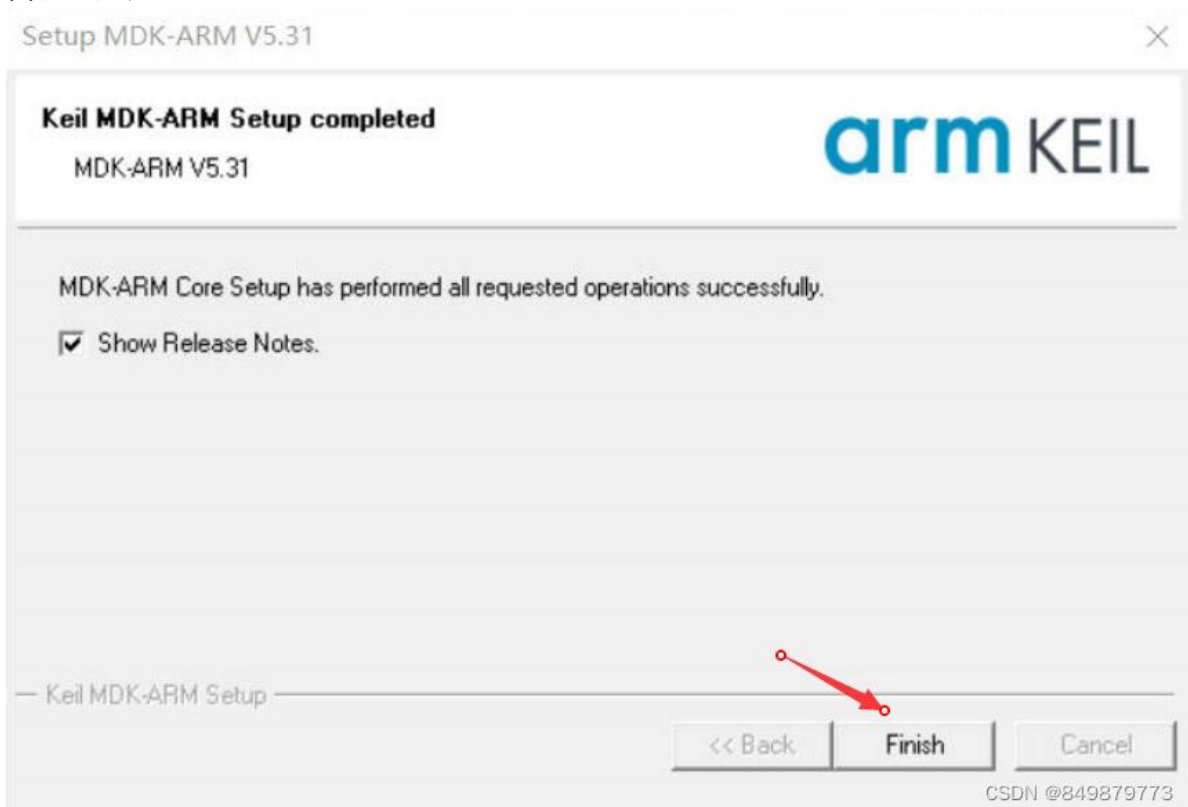 Setup MDK-ARM V5.31
Keil MDK-ARM Setup completed
MDK-ARM V5.31
arm KEIL
MDK-ARM Core Setup has performed all requested operations successfully.
Show Release Notes.
Keil MDK-ARM Setup
<< Back
Finish
Cancel
CSDN @849879773